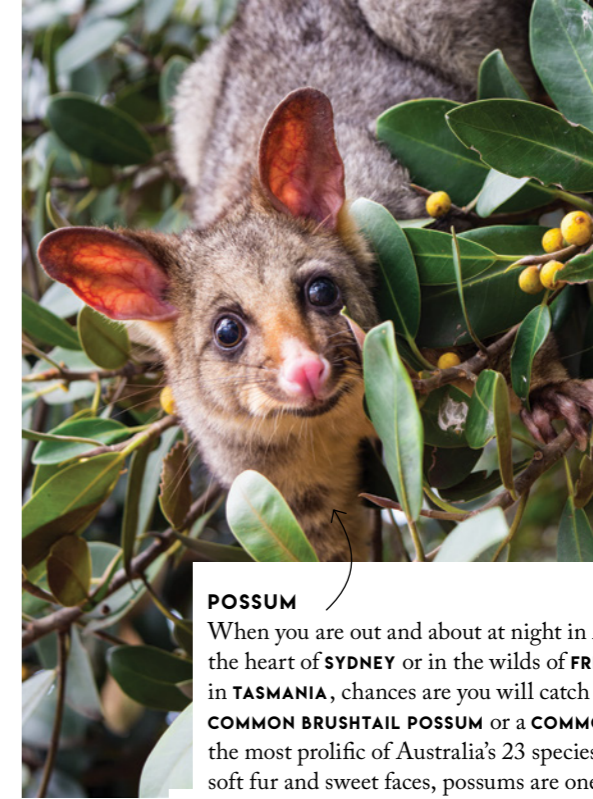 POSSUM
When you are out and about at night in
the heart of SYDNEY or in the wilds of
in TASMANIA, chances are you will catch
COMMON BRUSHTAIL POSSUM or a
the most prolific of Australia's 23 species
soft fur and sweet faces, possums are